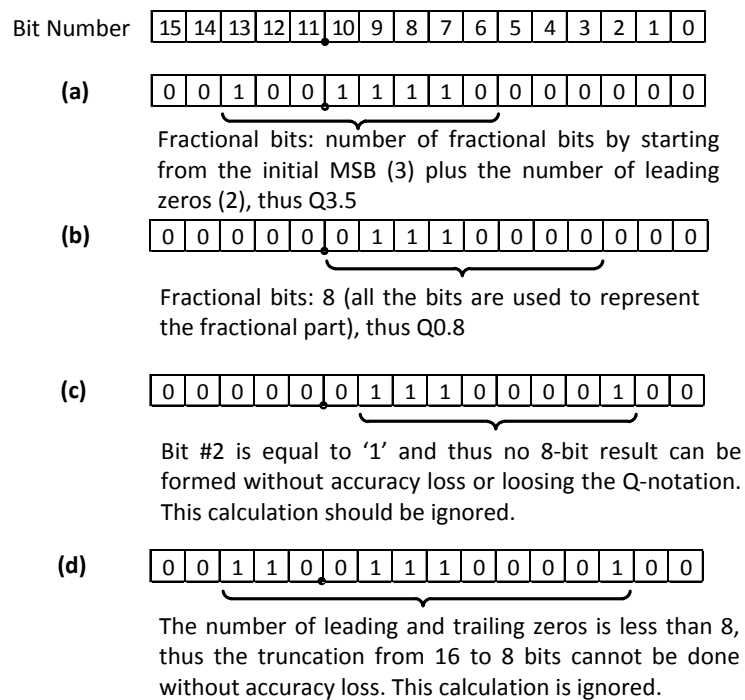 Bit Number 15 14 13 12 11 10 9 8 7 6 5 4 3 2 1 0
(a) 0 0 1 0 0 1 1 1 1 0 0 0 0 0 0 0
Fractional bits: number of fractional bits by starting
from the initial MSB (3) plus the number of leading
zeros (2), thus Q3.5
(b) 0 0 0 0 0 0 1 1 1 0 0 0 0 0 0 0
Fractional bits: 8 (all the bits are used to represent
the fractional part), thus Q0.8
(c) 0 0 0 0 0 0 1 1 1 0 0 0 0 1 0 0
Bit #2 is equal to ‘1’ and thus no 8-bit result can be
formed without accuracy loss or loosing the Q-notation.
This calculation should be ignored.
(d) 0 0 1 1 0 0 1 1 1 0 0 0 0 1 0 0
The number of leading and trailing zeros is less than 8,
thus the truncation from 16 to 8 bits cannot be done
without accuracy loss. This calculation is ignored.